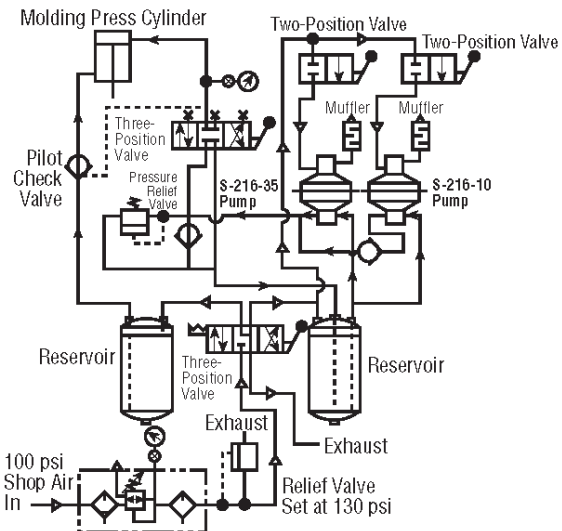 Molding Press Cylinder
Two-Position Valve
Two-Position Valve
Muffler
Muffler
Three-
Position
Valve
Pilot
Check
Valve
Pressure
Relief
Valve
S-216-35
Pump
S-216-10
Pump
Reservoir
Three-
Position
Valve
Reservoir
Exhaust
Exhaust
100 psi
Shop Air
In
Relief Valve
Set at 130 psi